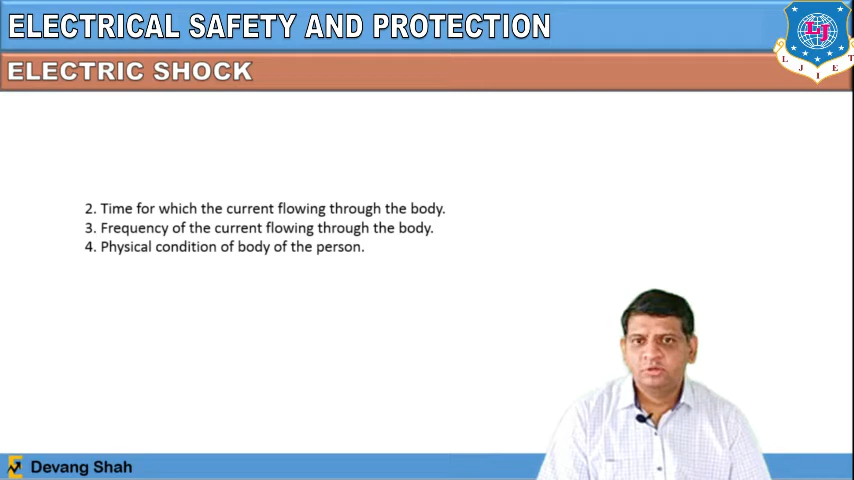 ELECTRICAL SAFETY AND PROTECTION
ELECTRIC SHOCK
LJ
L J I E T
2. Time for which the current flowing through the body.
3. Frequency of the current flowing through the body.
4. Physical condition of body of the person.
Devang Shah